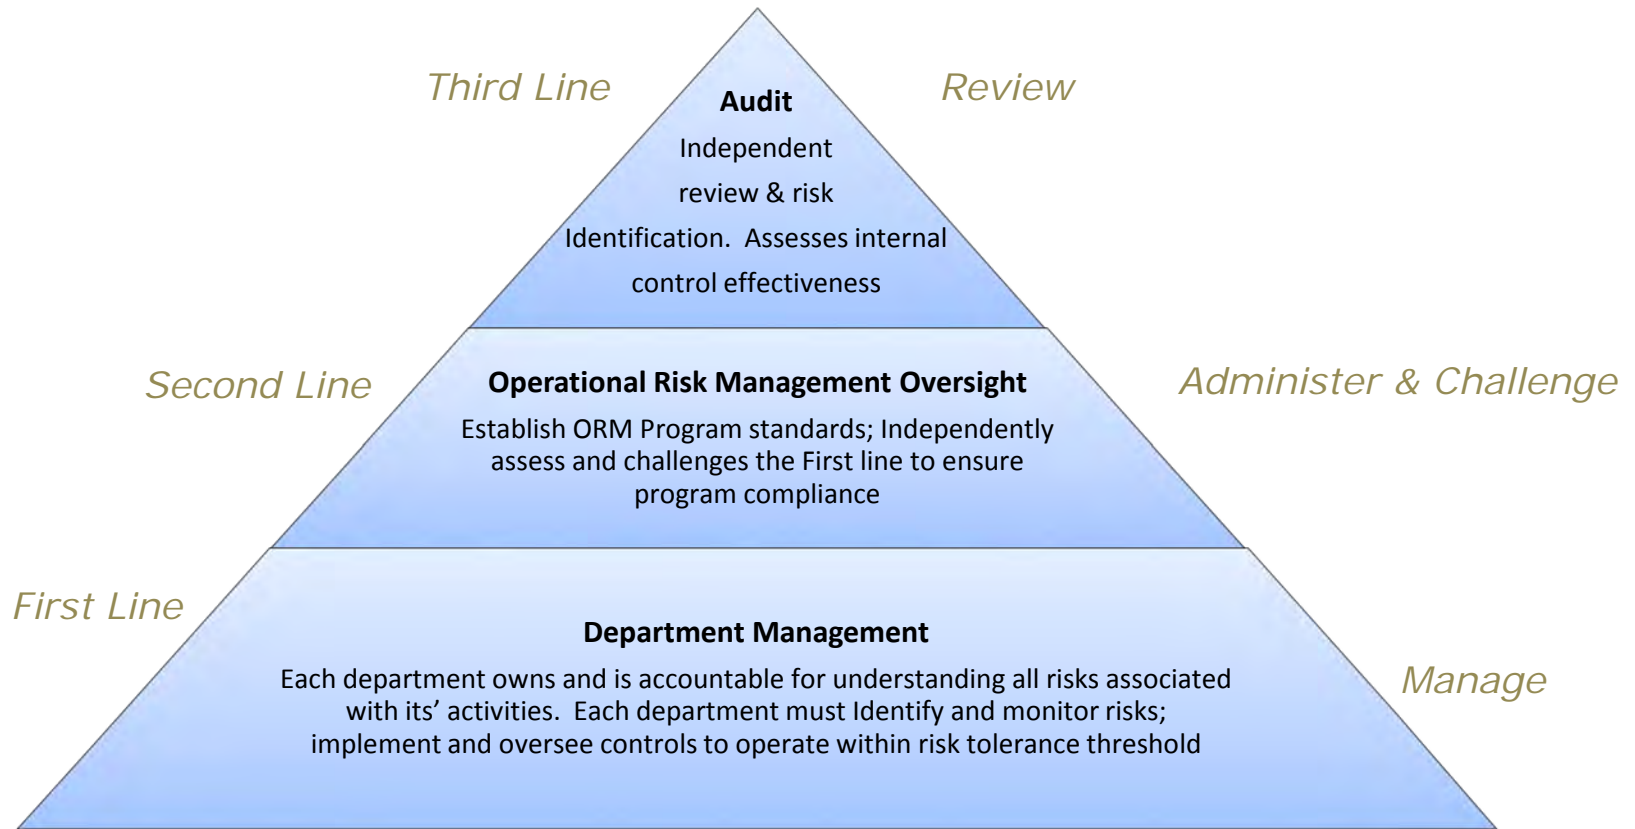 Third Line
Review
Audit
Independent
review & risk
Identification.  Assesses internal
control effectiveness
Second Line
Administer & Challenge
Operational Risk Management Oversight
Establish ORM Program standards; Independently
assess and challenges the First line to ensure
program compliance
First Line
Manage
Department Management
Each department owns and is accountable for understanding all risks associated
with its’ activities.  Each department must Identify and monitor risks;
implement and oversee controls to operate within risk tolerance threshold